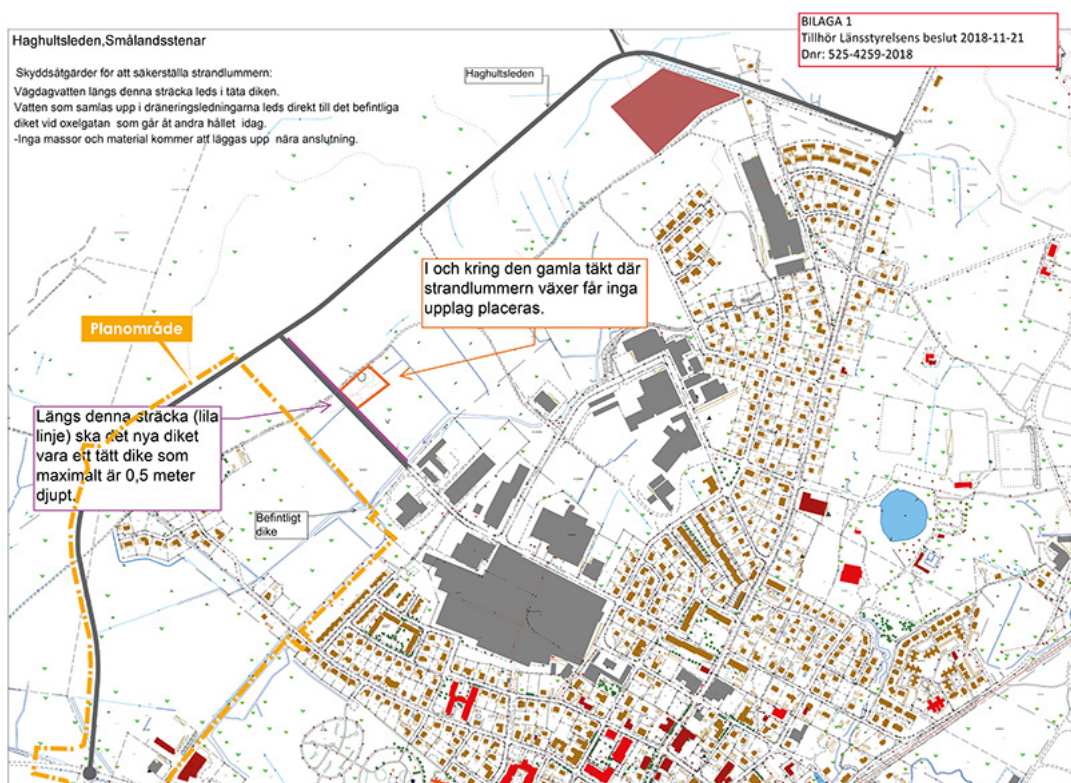 BILAGA 1
Tillhör Länsstyrelsens beslut 2018-11-21
Dnr: 525-4259-2018
Haghultsleden,Smålandsstenar
Skyddsåtgärder för att säkerställa strandlummern:
Vägdagvatten längs denna sträcka leds i täta diken.
Vatten som samlas upp i dräneringsledningarna leds direkt till det befintliga
diket vid oxelgatan som går åt andra hållet idag.
-Inga massor och material kommer att läggas upp nära anslutning.
Haghultsleden
I och kring den gamla täkt där
strandlummern växer får inga
upplag placeras.
Planområde
Längs denna sträcka (lila
linje) ska det nya diket
vara ett tätt dike som
maximalt är 0,5 meter
djupt.
Befintligt
dike